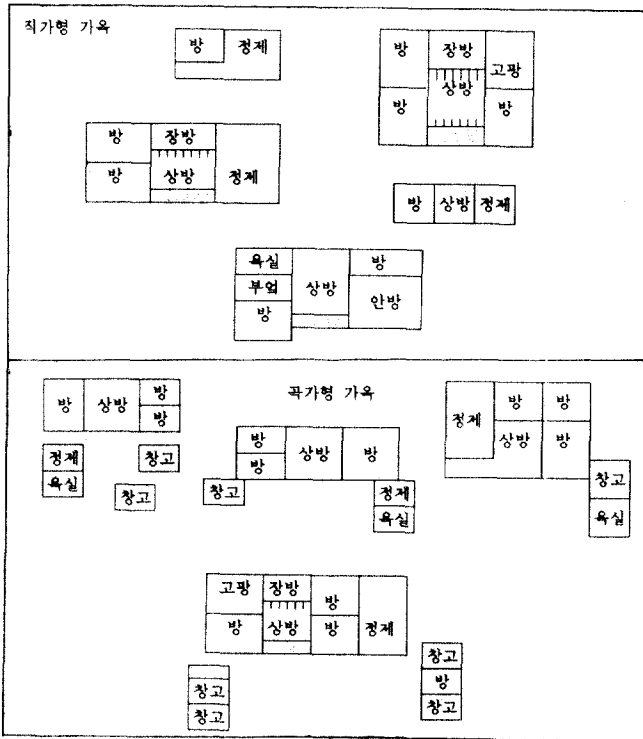 직가형 가옥
방 정제
방 장방 고팡
상방
방 방
방 장방
방 상방 정제
방 상방 정제
욕실 상방 방
부엌 안방
방
곡가형 가옥
방 상방 방
방
정제 창고
욕실
창고
방 상방 방
방
창고 정제
욕실
정제 방 방
상방 방
창고
욕실
고팡 장방 방
방 상방 방 정제
창고
창고
창고
방
창고